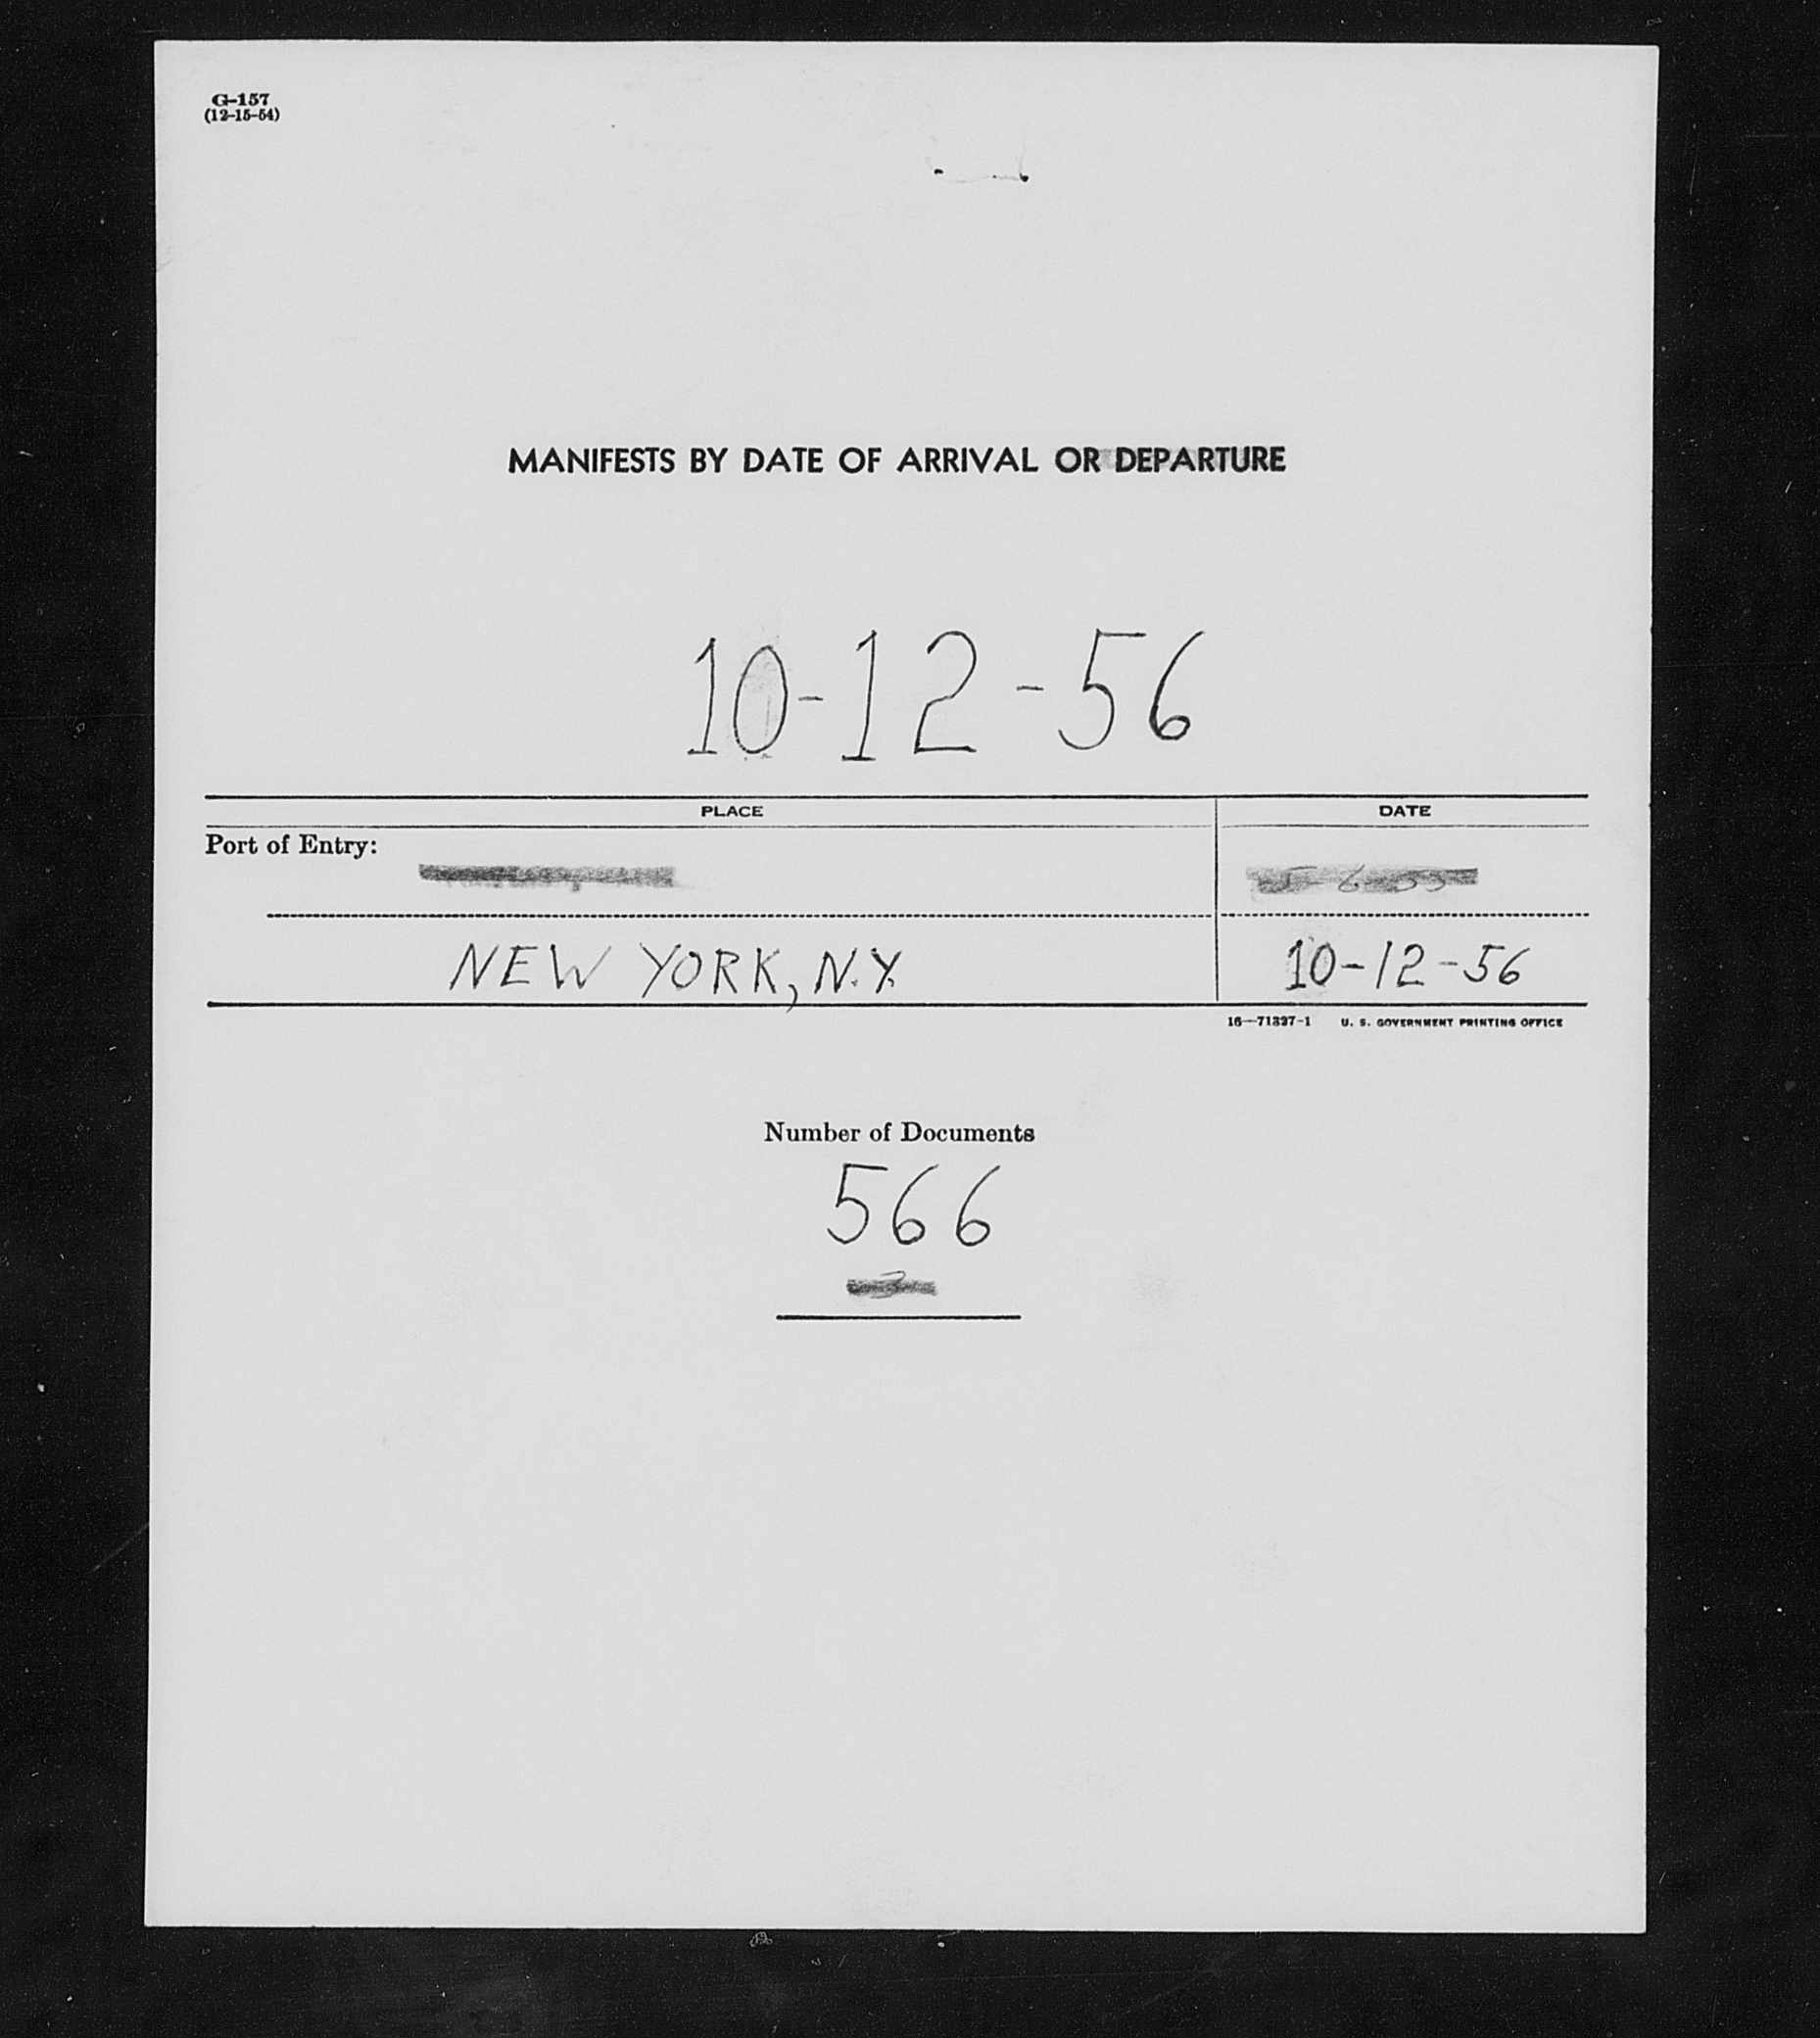 G-157
(12-15-54)
MANIFESTS BY DATE OF ARRIVAL OR DEPARTURE
10-12-56
PLACE DATE
Port of Entry:
NEW YORK, N.Y. 10-12-56
16—71327-1 U. S. GOVERNMENT PRINTING OFFICE
Number of Documents
566
3